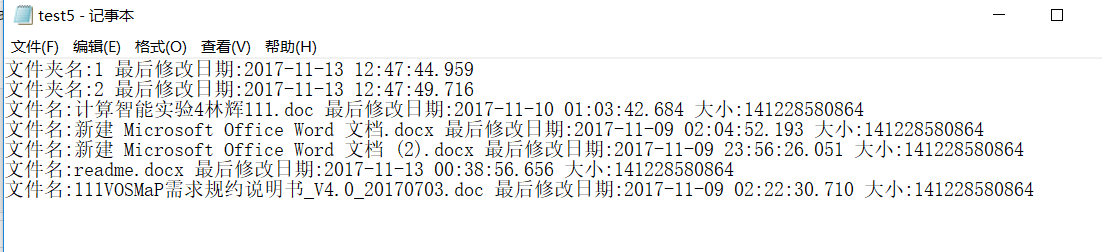 test5 - 记事本
文件(F) 编辑(E) 格式(O) 查看(V) 帮助(H)
文件夹名:1 最后修改日期:2017-11-13 12:47:44.959
文件夹名:2 最后修改日期:2017-11-13 12:47:49.716
文件名:计算智能实验4林辉111.doc 最后修改日期:2017-11-10 01:03:42.684 大小:141228580864
文件名:新建 Microsoft Office Word 文档.docx 最后修改日期:2017-11-09 02:04:52.193 大小:141228580864
文件名:新建 Microsoft Office Word 文档 (2).docx 最后修改日期:2017-11-09 23:56:26.051 大小:141228580864
文件名:readme.docx 最后修改日期:2017-11-13 00:38:56.656 大小:141228580864
文件名:111VOSMaP需求规约说明书_V4.0_20170703.doc 最后修改日期:2017-11-09 02:22:30.710 大小:141228580864